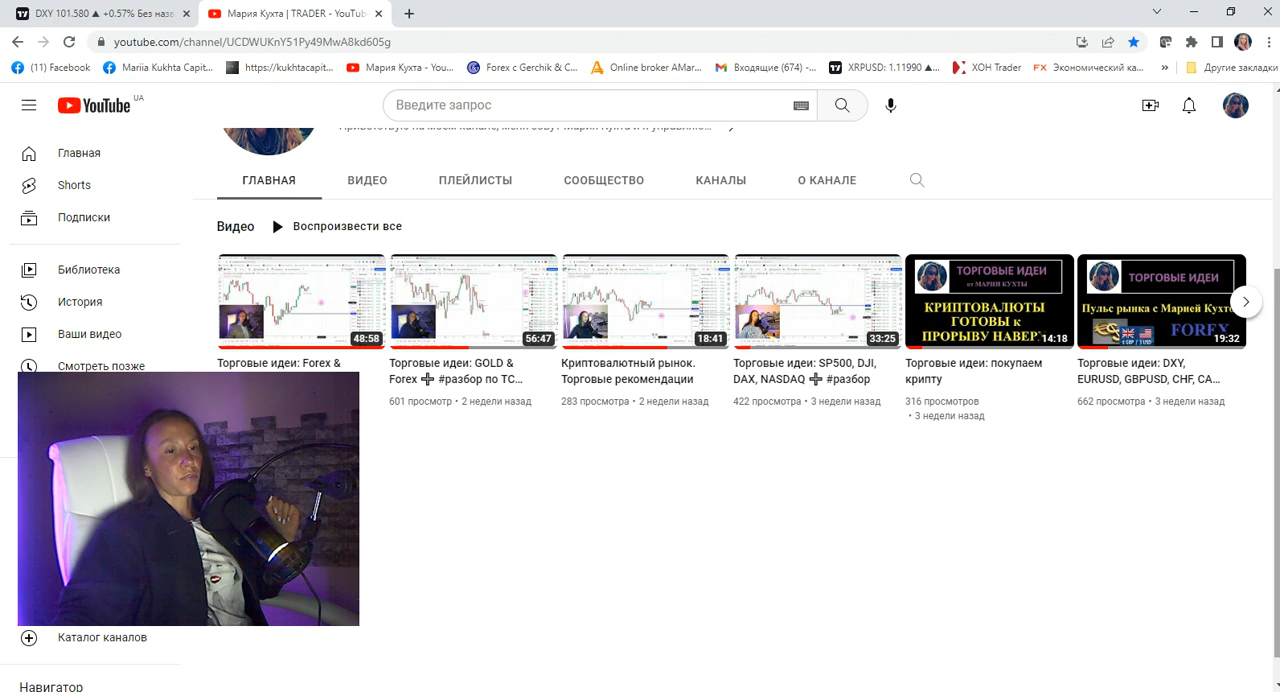 DXY 101.580 ▲ +0.57% Без назв
Мария Кухта | TRADER - YouTub
youtube.com/channel/UCDWUKnY51Py49MwA8kd605g
(11) Facebook
Mariia Kukhta Capit...
https://kukhtacapit...
Мария Кухта - You...
Forex c Gerchik & C...
Online broker AMar...
Входящие (674) -...
XRPUSD: 1.11990 ▲...
XOH Trader
FX Экономический ка...
»
Другие закладки
YouTube UA
Введите запрос
Главная
Shorts
Подписки
Библиотека
История
Ваши видео
Смотреть позже
Каталог каналов
Навигатор
ГЛАВНАЯ
ВИДЕО
ПЛЕЙЛИСТЫ
СООБЩЕСТВО
КАНАЛЫ
О КАНАЛЕ
Видео
Воспроизвести все
48:58
Торговые идеи: Forex &
56:47
Торговые идеи: GOLD &
Forex ➕ #разбор по ТС...
601 просмотр • 2 недели назад
18:41
Криптовалютный рынок.
Торговые рекомендации
283 просмотра • 2 недели назад
33:25
Торговые идеи: SP500, DJI,
DAX, NASDAQ ➕ #разбор
422 просмотра • 3 недели назад
ТОРГОВЫЕ ИДЕИ
от МАРИИ КУХТЫ
КРИПТОВАЛЮТЫ
ГОТОВЫ к
ПРОРЫВУ НАВЕР
14:18
Торговые идеи: покупаем
крипту
316 просмотров
• 3 недели назад
ТОРГОВЫЕ ИДЕИ
Пульс рынка с Марией Кухто
FOREX
19:32
Торговые идеи: DXY,
EURUSD, GBPUSD, CHF, CA...
662 просмотра • 3 недели назад